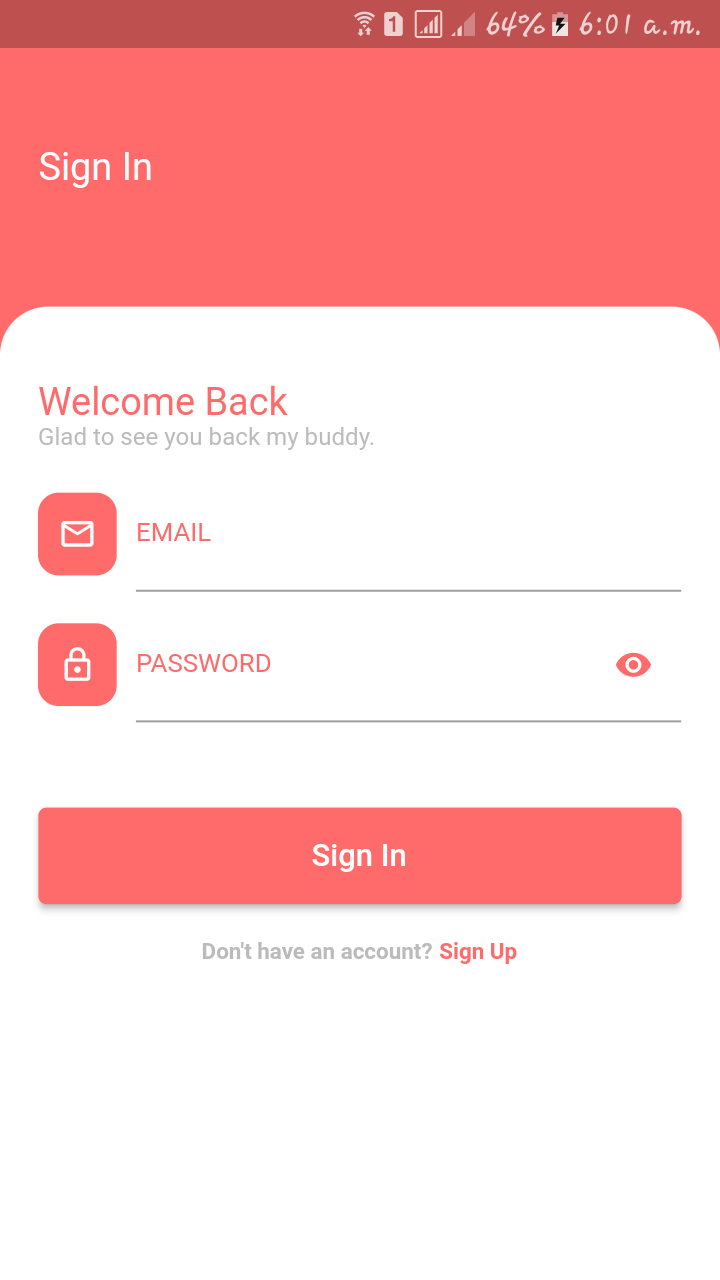 1 64% 6:01 a.m.
Sign In
Welcome Back
Glad to see you back my buddy.
EMAIL
PASSWORD
Sign In
Don't have an account? Sign Up